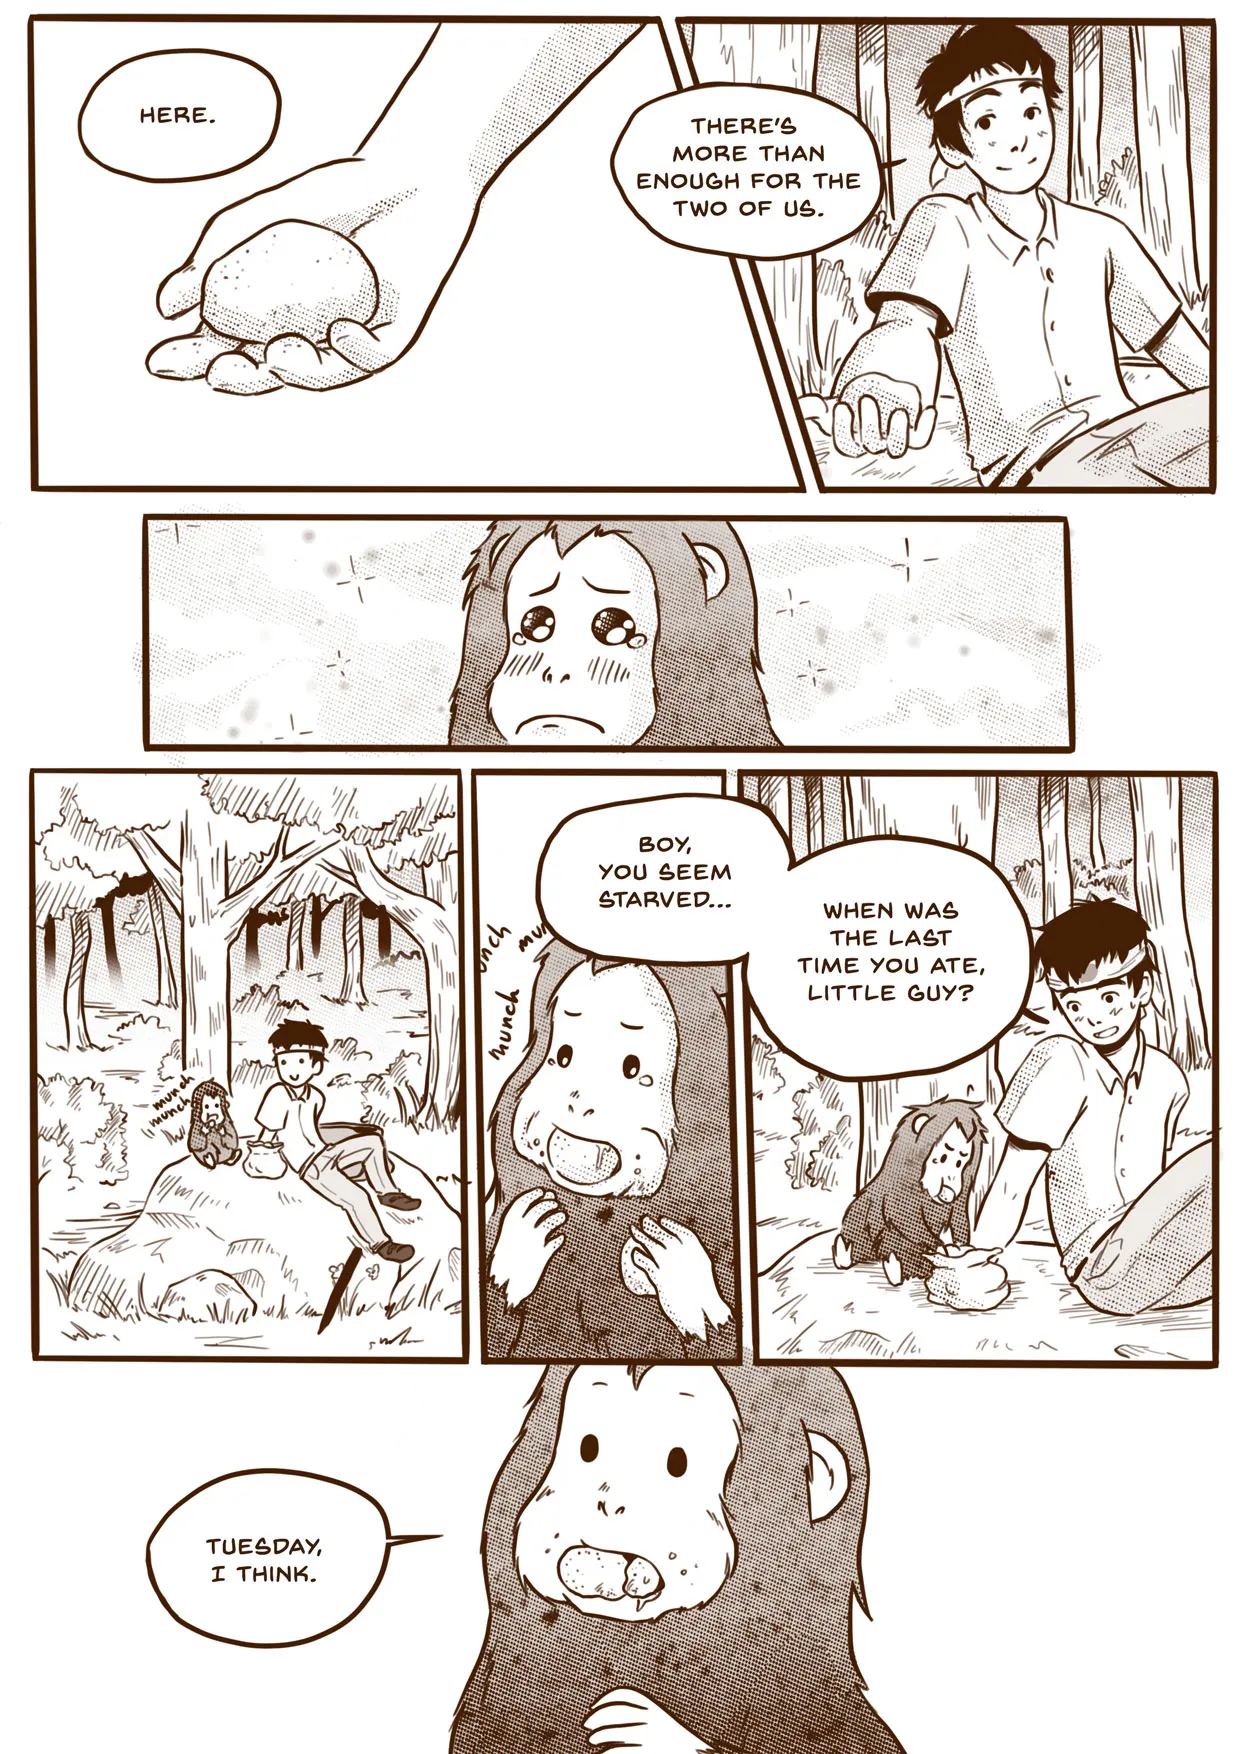 HERE.
THERE'S
MORE THAN
ENOUGH FOR THE
TWO OF US.
munch
munch
BOY,
YOU SEEM
STARVED...
munch
WHEN WAS
THE LAST
TIME YOU ATE,
LITTLE GUY?
TUESDAY,
I THINK.